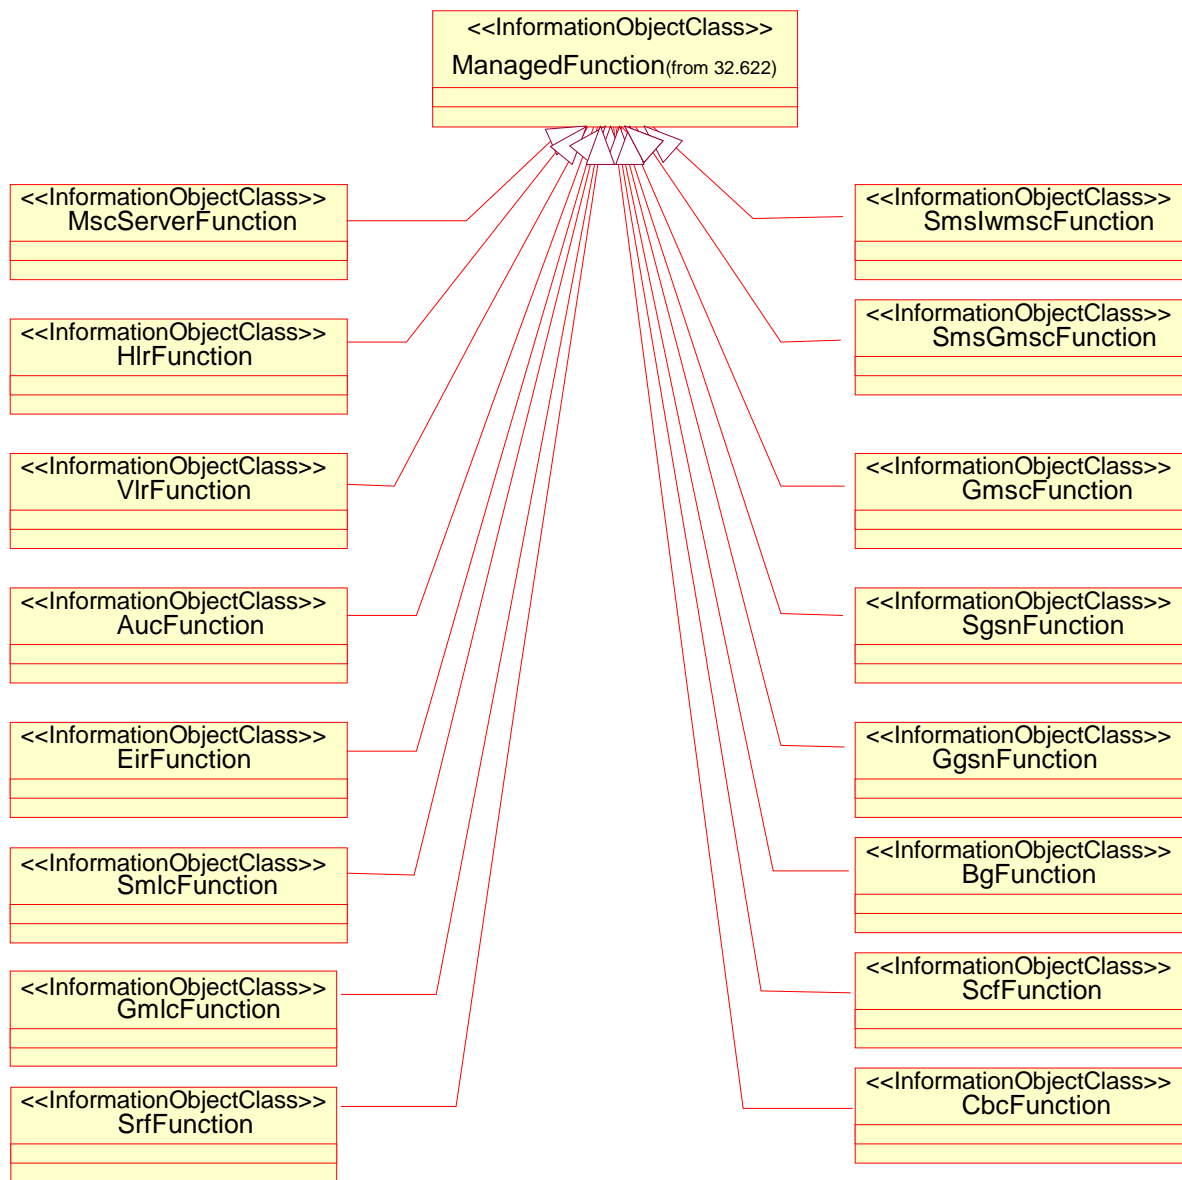 <<InformationObjectClass>>
ManagedFunction(from 32.622)
<<InformationObjectClass>>
MscServerFunction
<<InformationObjectClass>>
HlrFunction
<<InformationObjectClass>>
VlrFunction
<<InformationObjectClass>>
AucFunction
<<InformationObjectClass>>
EirFunction
<<InformationObjectClass>>
SmlcFunction
<<InformationObjectClass>>
GmlcFunction
<<InformationObjectClass>>
SrfFunction
<<InformationObjectClass>>
SmsIwmscFunction
<<InformationObjectClass>>
SmsGmscFunction
<<InformationObjectClass>>
GmscFunction
<<InformationObjectClass>>
SgsnFunction
<<InformationObjectClass>>
GgsnFunction
<<InformationObjectClass>>
BgFunction
<<InformationObjectClass>>
ScfFunction
<<InformationObjectClass>>
CbcFunction